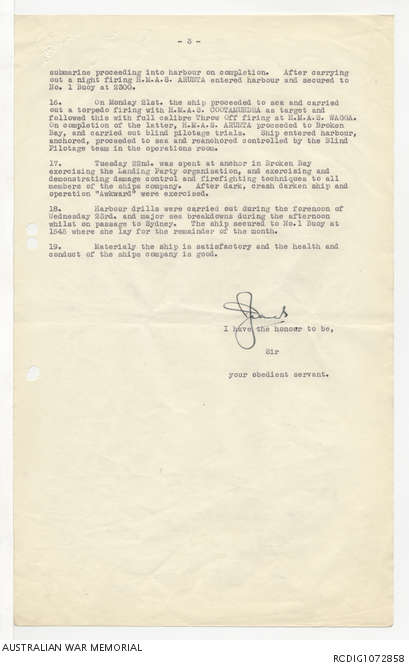 - 3 -
submarine proceeding into harbour on completion. After carrying
out a night firing H.M.A.S. ARUNTA entered harbour and secured to
No. 1 Buoy at 2300.
16. On Monday 21st. the ship proceeded to sea and carried
out a torpedo firing with H.M.A.S. COOTAMUNDRA as target and
followed this with full calibre Throw Off firing at H.M.A.S. WAGGA.
On completion of the latter, H.M.A.S. ARUNTA proceeded to Broken
Bay, and carried out blind pilotage trials. Ship entered harbour,
anchored, proceeded to sea and reanchored controlled by the Blind
Pilotage team in the operations room.
17. Tuesday 22nd. was spent at anchor in Broken Bay
exercising the Landing Party organisation, and exercising and
demonstrating damage control and firefighting techniques to all
members of the ships company. After dark, crash darken ship and
operation "Awkward" were exercised.
18. Harbour drills were carried out during the forenoon of
Wednesday 23rd. and major sea breakdowns during the afternoon
whilst on passage to Sydney. The ship secured to No.1 Buoy at
1545 where she lay for the remainder of the month.
19. Materialy the ship is satisfactory and the health and
conduct of the ships company is good.
I have the honour to be,
Sir
your obedient servant.
AUSTRALIAN WAR MEMORIAL
RCDIG1072858